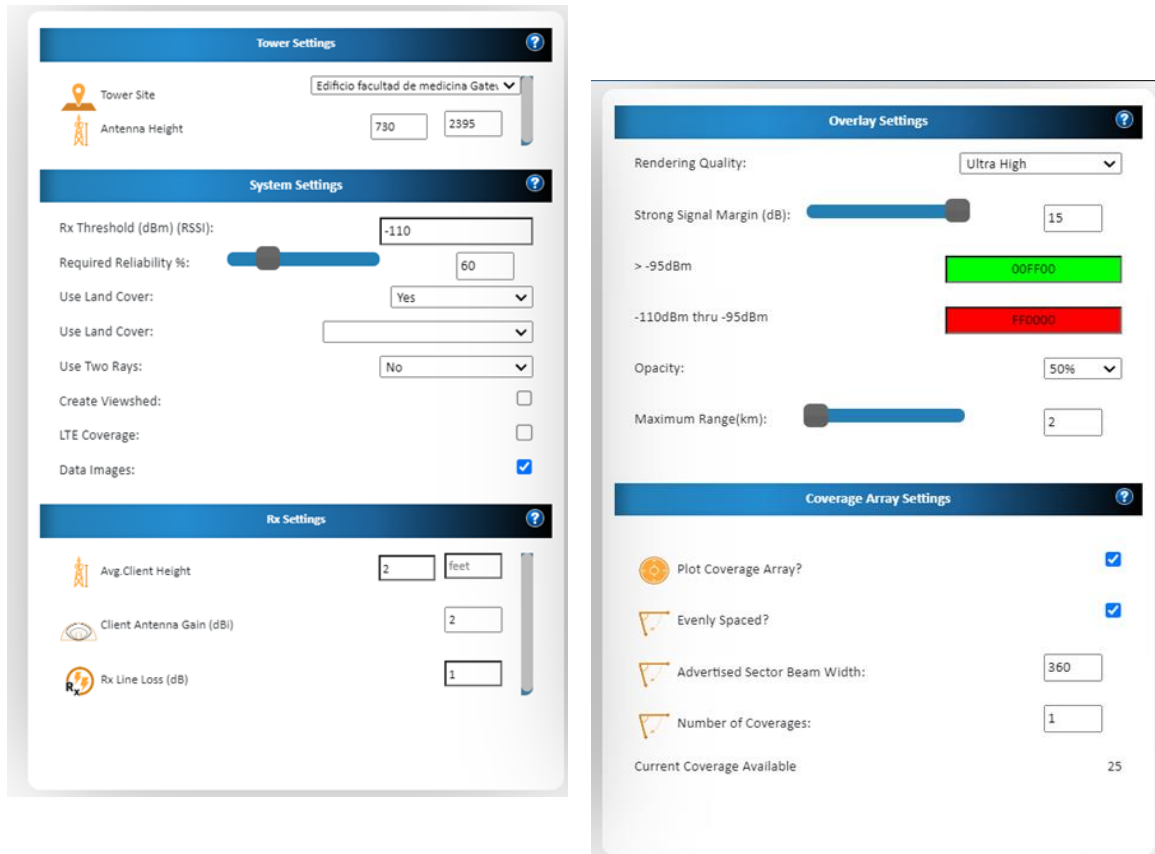 Tower Settings ?
Tower Site Edificio facultad de medicina Gatev
Antenna Height 730 2395
System Settings ?
Rx Threshold (dBm) (RSSI): -110
Required Reliability %: 60
Use Land Cover: Yes
Use Land Cover:
Use Two Rays: No
Create Viewshed:
LTE Coverage:
Data Images:
Rx Settings ?
Avg.Client Height 2 feet
Client Antenna Gain (dBi) 2
Rx Rx Line Loss (dB) 1
Overlay Settings ?
Rendering Quality: Ultra High
Strong Signal Margin (dB): 15
> -95dBm 00FF00
-110dBm thru -95dBm FF0000
Opacity: 50%
Maximum Range(km): 2
Coverage Array Settings ?
Plot Coverage Array?
Evenly Spaced?
Advertised Sector Beam Width: 360
Number of Coverages: 1
Current Coverage Available 25